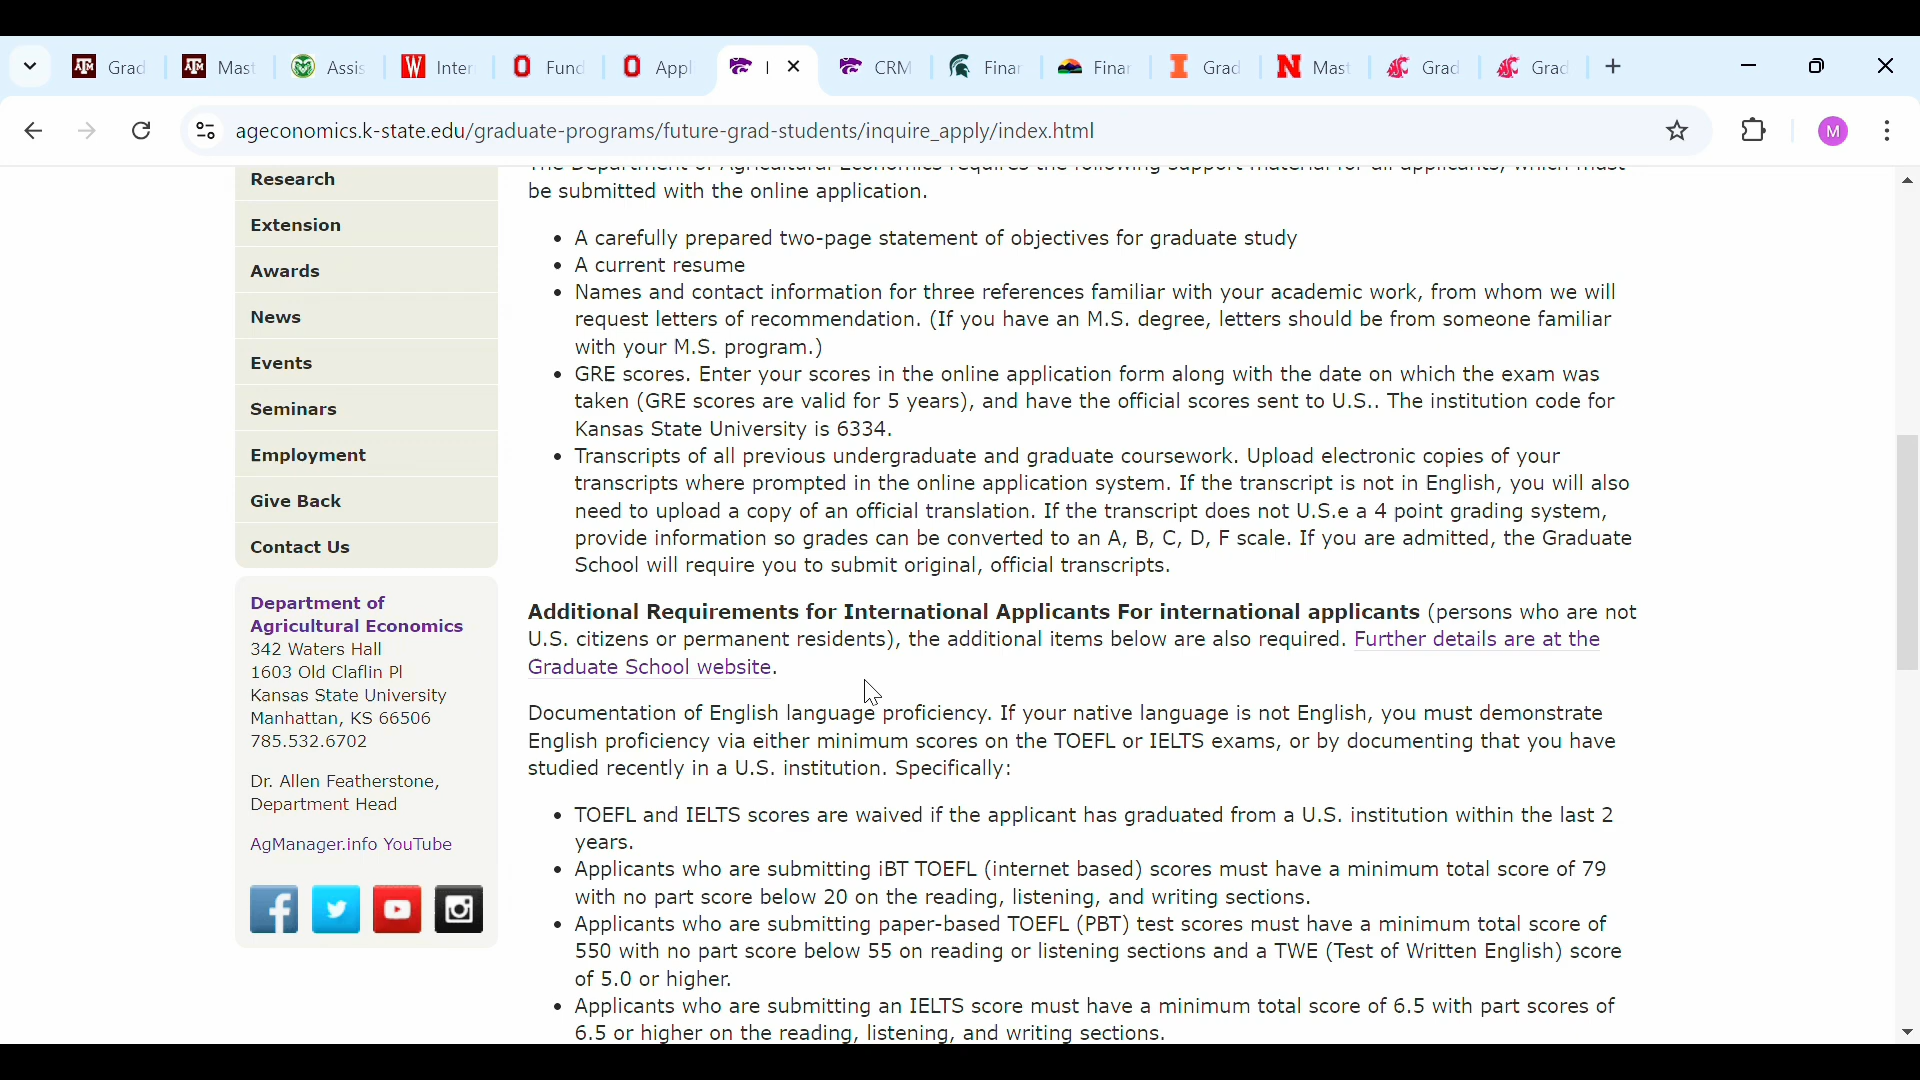 Grad
Mast
Assis
Inter
Fund
Appl
I
CRM
Finar
Finar
Grad
Mast
Grad
Grad
ageconomics.k-state.edu/graduate-programs/future-grad-students/inquire_apply/index.html
M
Research
Extension
Awards
News
Events
Seminars
Employment
Give Back
Contact Us
Department of
Agricultural Economics
342 Waters Hall
1603 Old Claflin Pl
Kansas State University
Manhattan, KS 66506
785.532.6702
Dr. Allen Featherstone,
Department Head
AgManager.info YouTube
The Department of Agricultural Economics requires the following support material for all applicants, which must
be submitted with the online application.
• A carefully prepared two-page statement of objectives for graduate study
• A current resume
• Names and contact information for three references familiar with your academic work, from whom we will
request letters of recommendation. (If you have an M.S. degree, letters should be from someone familiar
with your M.S. program.)
• GRE scores. Enter your scores in the online application form along with the date on which the exam was
taken (GRE scores are valid for 5 years), and have the official scores sent to U.S.. The institution code for
Kansas State University is 6334.
• Transcripts of all previous undergraduate and graduate coursework. Upload electronic copies of your
transcripts where prompted in the online application system. If the transcript is not in English, you will also
need to upload a copy of an official translation. If the transcript does not U.S.e a 4 point grading system,
provide information so grades can be converted to an A, B, C, D, F scale. If you are admitted, the Graduate
School will require you to submit original, official transcripts.
Additional Requirements for International Applicants For international applicants (persons who are not
U.S. citizens or permanent residents), the additional items below are also required. Further details are at the
Graduate School website.
Documentation of English language proficiency. If your native language is not English, you must demonstrate
English proficiency via either minimum scores on the TOEFL or IELTS exams, or by documenting that you have
studied recently in a U.S. institution. Specifically:
• TOEFL and IELTS scores are waived if the applicant has graduated from a U.S. institution within the last 2
years.
• Applicants who are submitting iBT TOEFL (internet based) scores must have a minimum total score of 79
with no part score below 20 on the reading, listening, and writing sections.
• Applicants who are submitting paper-based TOEFL (PBT) test scores must have a minimum total score of
550 with no part score below 55 on reading or listening sections and a TWE (Test of Written English) score
of 5.0 or higher.
• Applicants who are submitting an IELTS score must have a minimum total score of 6.5 with part scores of
6.5 or higher on the reading, listening, and writing sections.